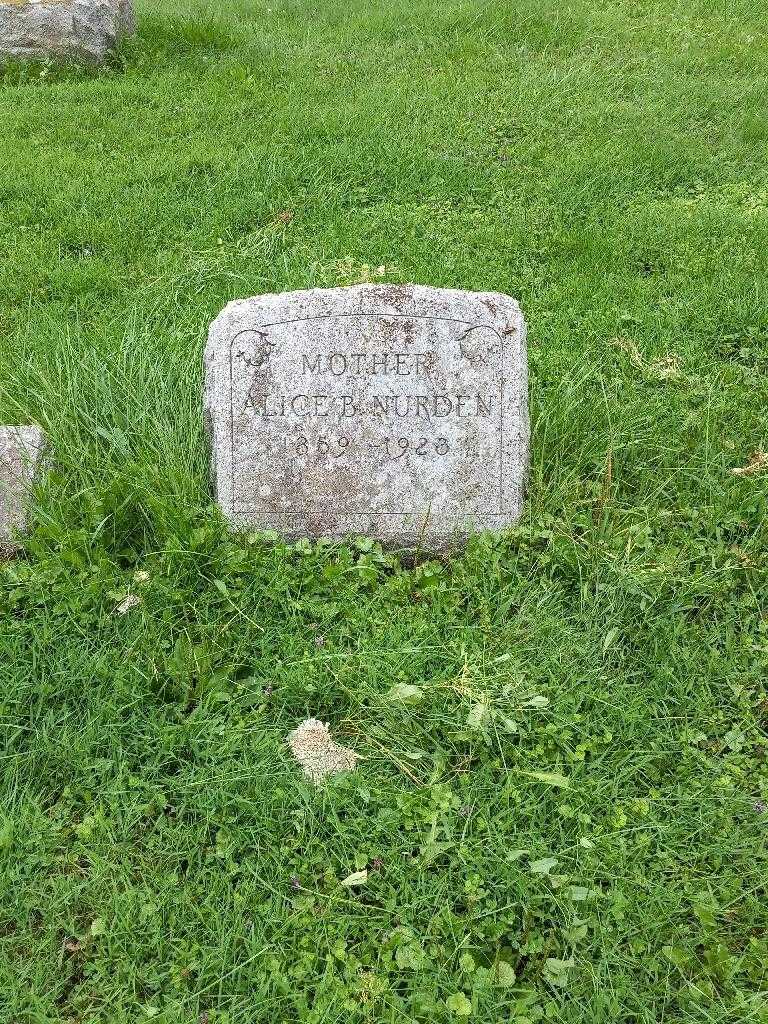 MOTHER
ALICE B. NURDEN
1859 - 1928